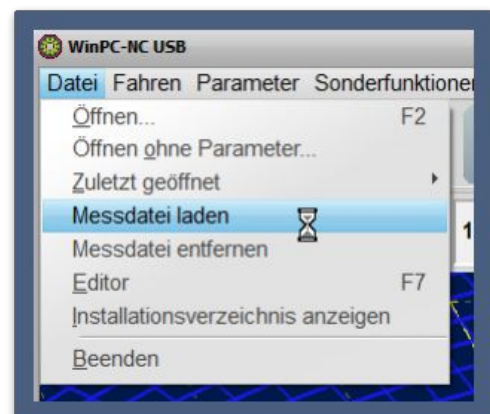 WinPC-NC USB
Datei Fahren Parameter Sonderfunktionen
Öffnen... F2
Öffnen ohne Parameter...
Zuletzt geöffnet
Messdatei laden
1
Messdatei entfernen
Editor F7
Installationsverzeichnis anzeigen
Beenden